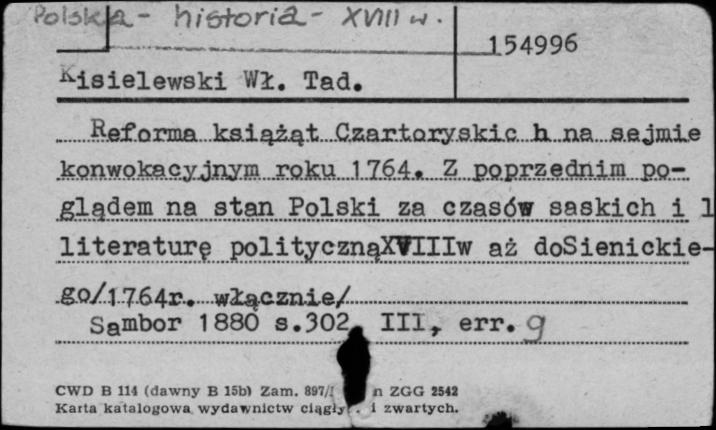 Polska - historia - XVIII w.
154996
Kisielewski Wł. Tad.
Reforma książąt Czartoryskic h na sejmie
konwokacyjnym roku 1764. Z poprzednim po-
glądem na stan Polski za czasów saskich i l
literaturę politycznąXVIIIw aż doSienickie-
go/1764r. włącznie/
Sambor 1880 s.302, III, err. g
CWD B 114 (dawny B 15b) Zam. 897/ n ZGG 2542
Karta katalogowa wydawnictw ciągły . i zwartych.